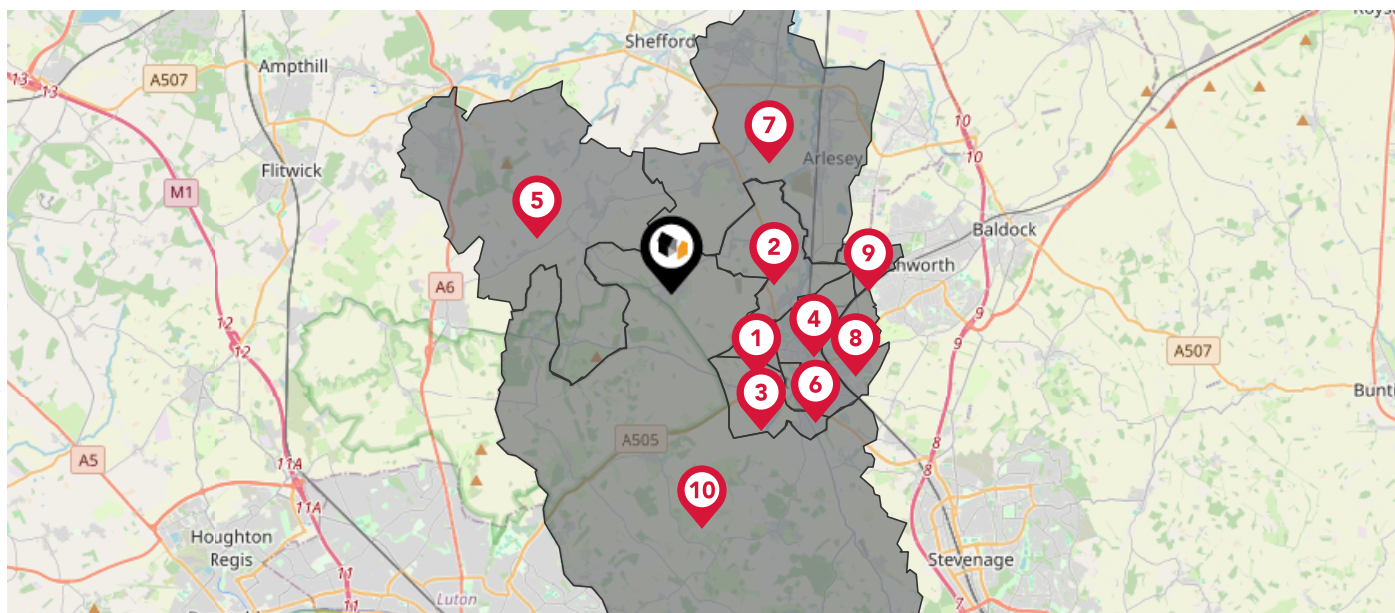 Roys
Shefford
Ampthill
A507
13
13
10
7
Arlesey
10
Flitwick
M1
5
Baldock
2
9
chworth
A6
12
9
4
1
8
9
A507
12
6
3
Bunti
A505
8
A5
11A
8
10
11A
Houghton
Regis
Stevenage
11
Luton
11
7